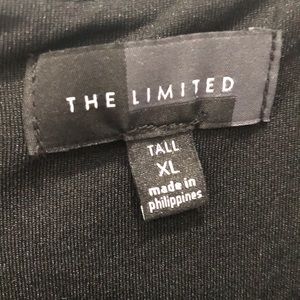 THE LIMITED
TALL
XL
made in
philippines